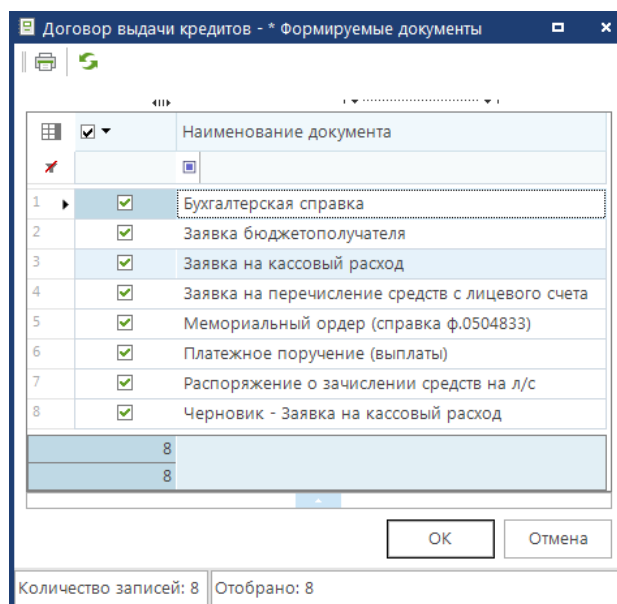 Договор выдачи кредитов - * Формируемые документы
Наименование документа
1 Бухгалтерская справка
2 Заявка бюджетополучателя
3 Заявка на кассовый расход
4 Заявка на перечисление средств с лицевого счета
5 Мемориальный ордер (справка ф.0504833)
6 Платежное поручение (выплаты)
7 Распоряжение о зачислении средств на л/с
8 Черновик - Заявка на кассовый расход
8
8
ОК Отмена
Количество записей: 8 Отобрано: 8